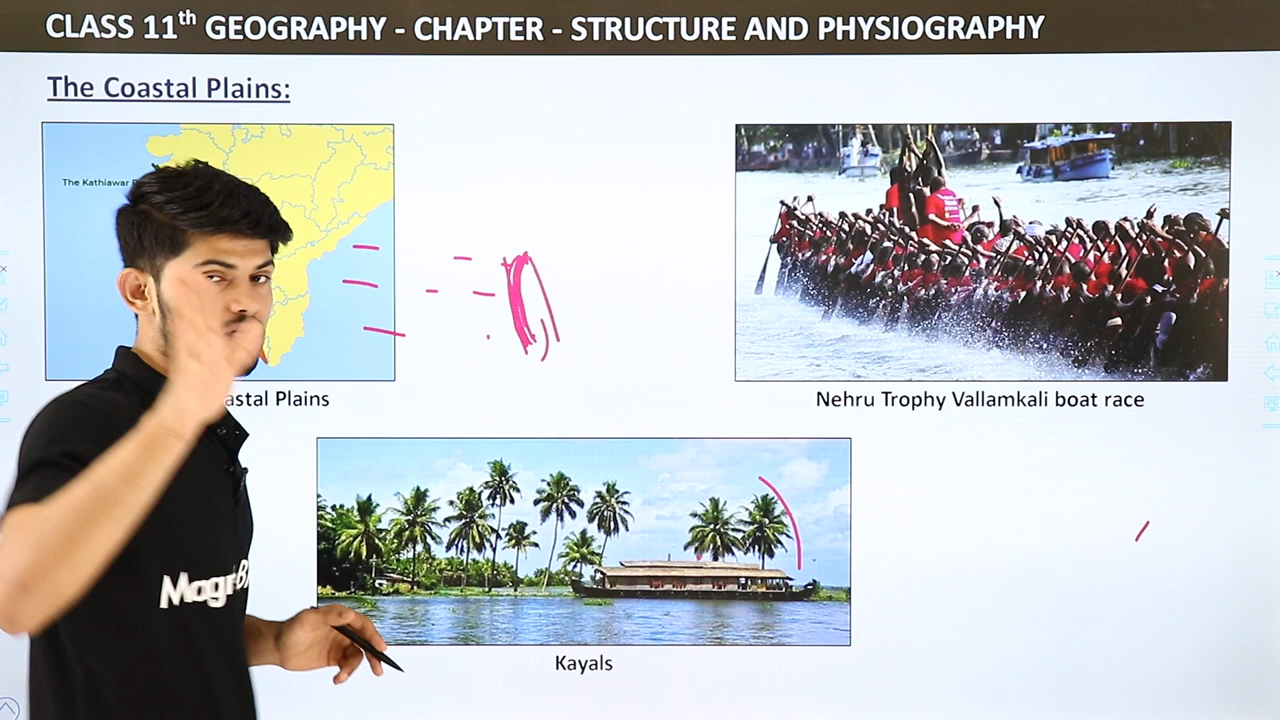 CLASS 11th GEOGRAPHY - CHAPTER - STRUCTURE AND PHYSIOGRAPHY
The Coastal Plains:
The Kathiawar
Plains
Nehru Trophy Vallamkali boat race
Kayals